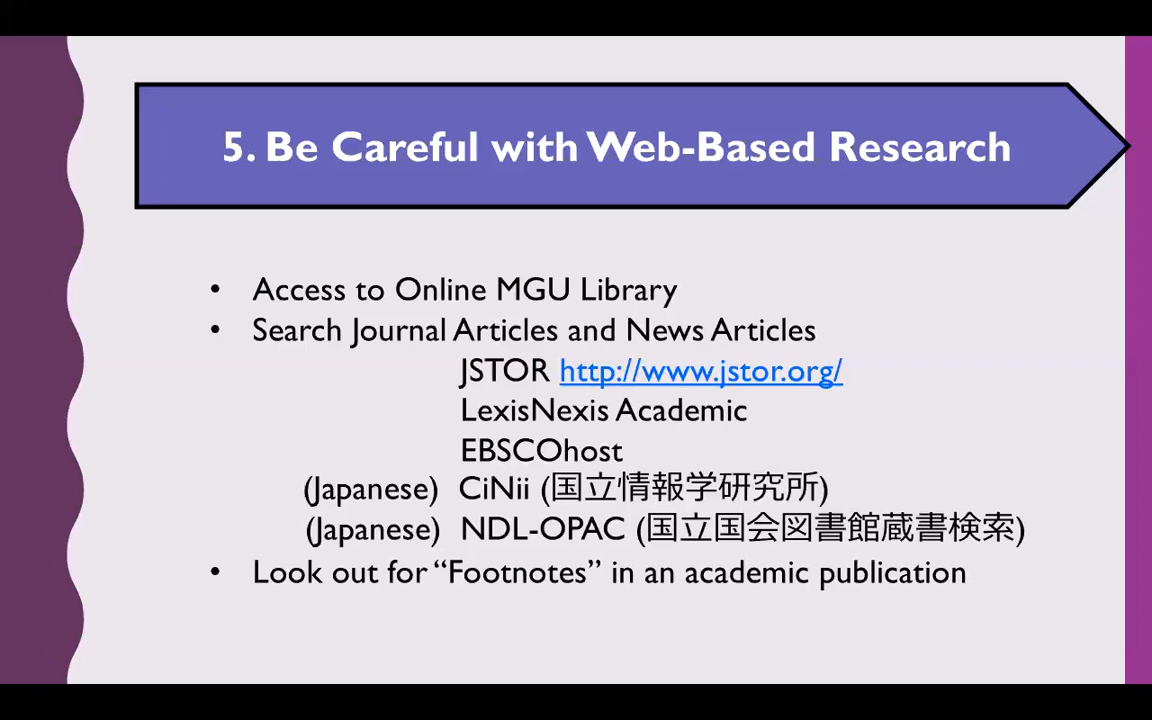 5. Be Careful with Web-Based Research
• Access to Online MGU Library
• Search Journal Articles and News Articles
JSTOR http://www.jstor.org/
LexisNexis Academic
EBSCOhost
(Japanese) CiNii (国立情報学研究所)
(Japanese) NDL-OPAC (国立国会図書館蔵書検索)
• Look out for “Footnotes” in an academic publication